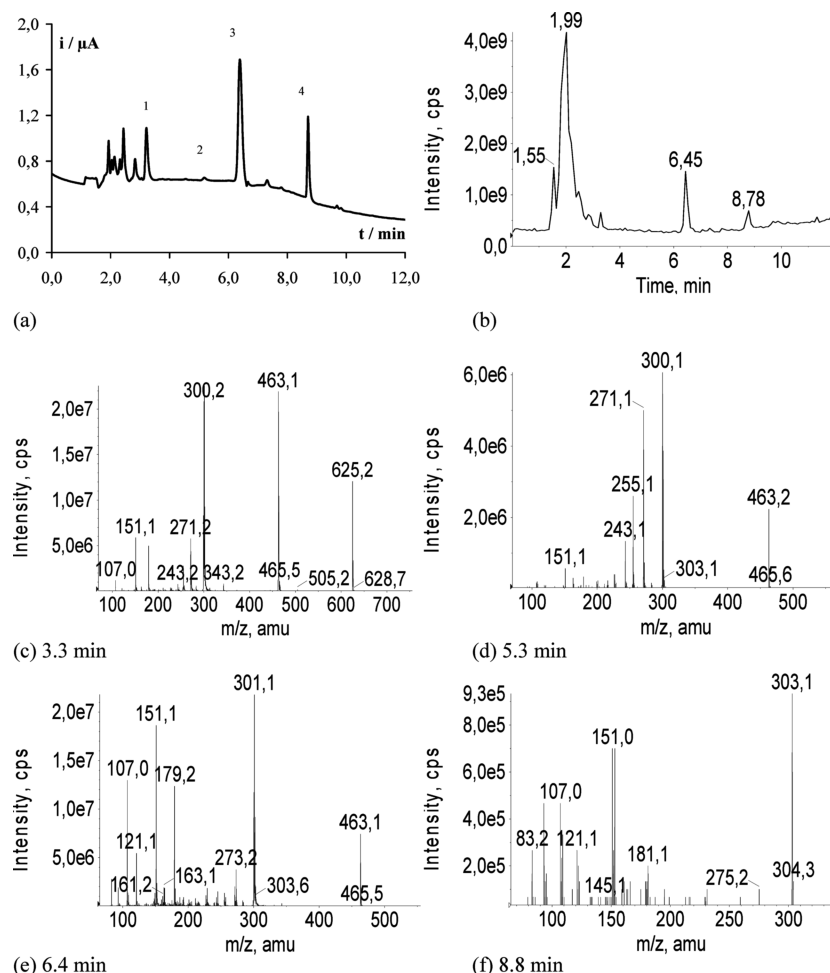 2,0
i / µA
1,6
1,2
0,8
0,4
0,0
1
2
3
4
t / min
0,0 2,0 4,0 6,0 8,0 10,0 12,0
(a)
1,99
4,0e9
3,0e9
2,0e9
1,0e9
0,0
Intensity, cps
1,55
6,45
8,78
2 4 6 8 10
Time, min
(b)
2,0e7
1,5e7
1,0e7
5,0e6
Intensity, cps
300,2
463,1
625,2
151,1
271,2
107,0
243,2
343,2
465,5
505,2
628,7
100 200 300 400 500 600 700
m/z, amu
(c) 3.3 min
6,0e6
4,0e6
2,0e6
Intensity, cps
300,1
271,1
255,1
243,1
463,2
151,1
303,1
465,6
100 200 300 400 500
m/z, amu
(d) 5.3 min
2,0e7
1,5e7
1,0e7
5,0e6
Intensity, cps
301,1
151,1
107,0
179,2
463,1
121,1
273,2
161,2
163,1
303,6
465,5
100 200 300 400 500
m/z, amu
(e) 6.4 min
9,3e5
8,0e5
6,0e5
4,0e5
2,0e5
Intensity, cps
303,1
151,0
107,0
83,2
121,1
181,1
145,1
275,2
304,3
100 150 200 250 300
m/z, amu
(f) 8.8 min